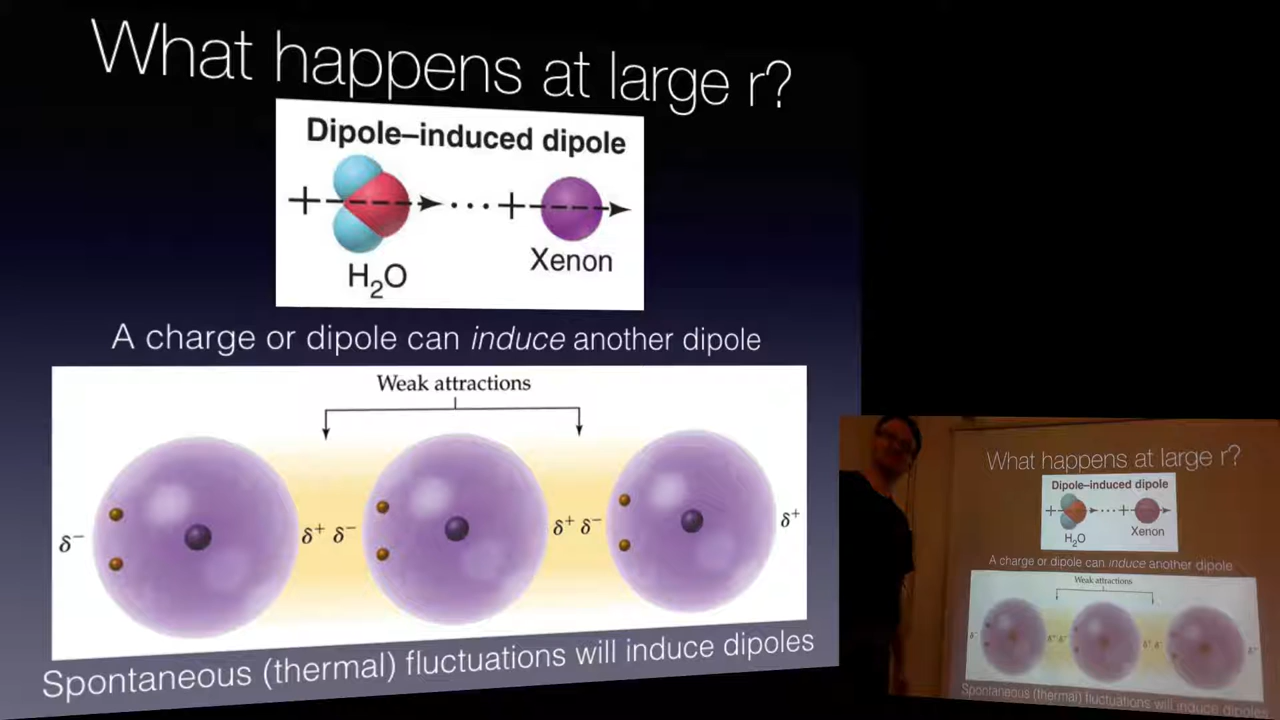 What happens at large r?
Dipole–induced dipole
+ ··· +
H₂O
Xenon
A charge or dipole can induce another dipole
Weak attractions
δ⁻ δ⁺ δ⁻ δ⁺ δ⁻ δ⁺
Spontaneous (thermal) fluctuations will induce dipoles
What happens at large r?
Dipole–induced dipole
+ ··· +
H₂O
Xenon
A charge or dipole can induce another dipole
Weak attractions
δ⁻ δ⁺ δ⁻ δ⁺ δ⁻ δ⁺
Spontaneous (thermal) fluctuations will induce dipoles